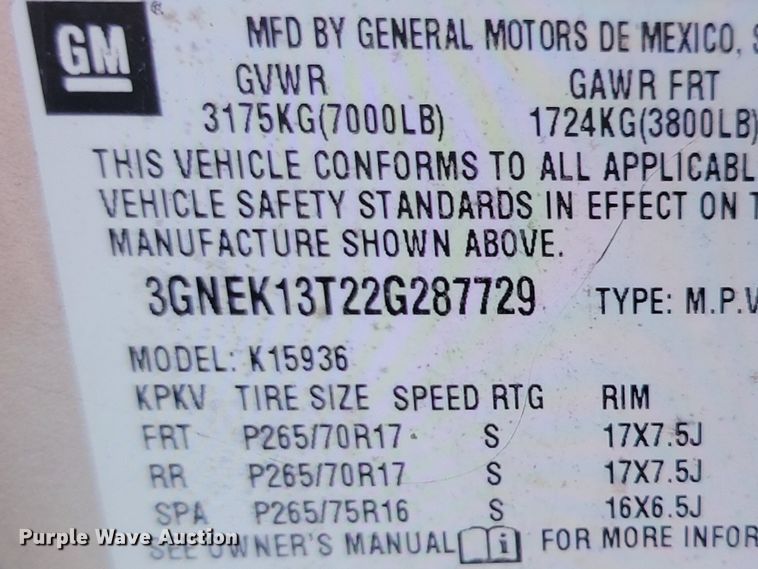 GM
MFD BY GENERAL MOTORS DE MEXICO,
GVWR GAWR FRT
3175KG(7000LB) 1724KG(3800LB)
THIS VEHICLE CONFORMS TO ALL APPLICABL
VEHICLE SAFETY STANDARDS IN EFFECT ON T
MANUFACTURE SHOWN ABOVE.
3GNEK13T22G287729 TYPE: M.P.V
MODEL: K15936
KPKV TIRE SIZE SPEED RTG RIM
FRT P265/70R17 S 17X7.5J
RR P265/70R17 S 17X7.5J
SPA P265/75R16 S 16X6.5J
SEE OWNER'S MANUAL i FOR MORE INFOR
Purple Wave Auction